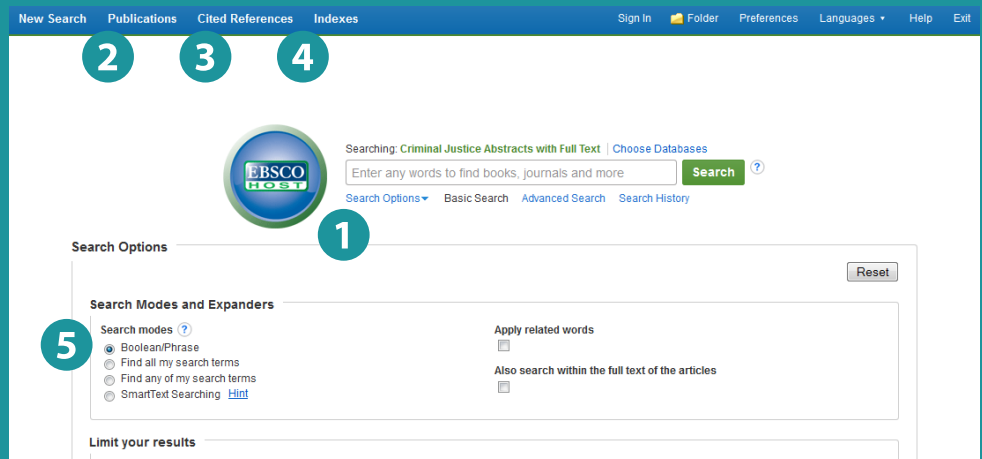 New Search Publications Cited References Indexes Sign In Folder Preferences Languages Help Exit
2 3 4
Searching: Criminal Justice Abstracts with Full Text Choose Databases
EBSCO
HOST
Enter any words to find books, journals and more Search ?
Search Options Basic Search Advanced Search Search History
1
Search Options
Reset
Search Modes and Expanders
Search modes ? Apply related words
5
Boolean/Phrase
Find all my search terms
Also search within the full text of the articles
Find any of my search terms
SmartText Searching Hint
Limit your results